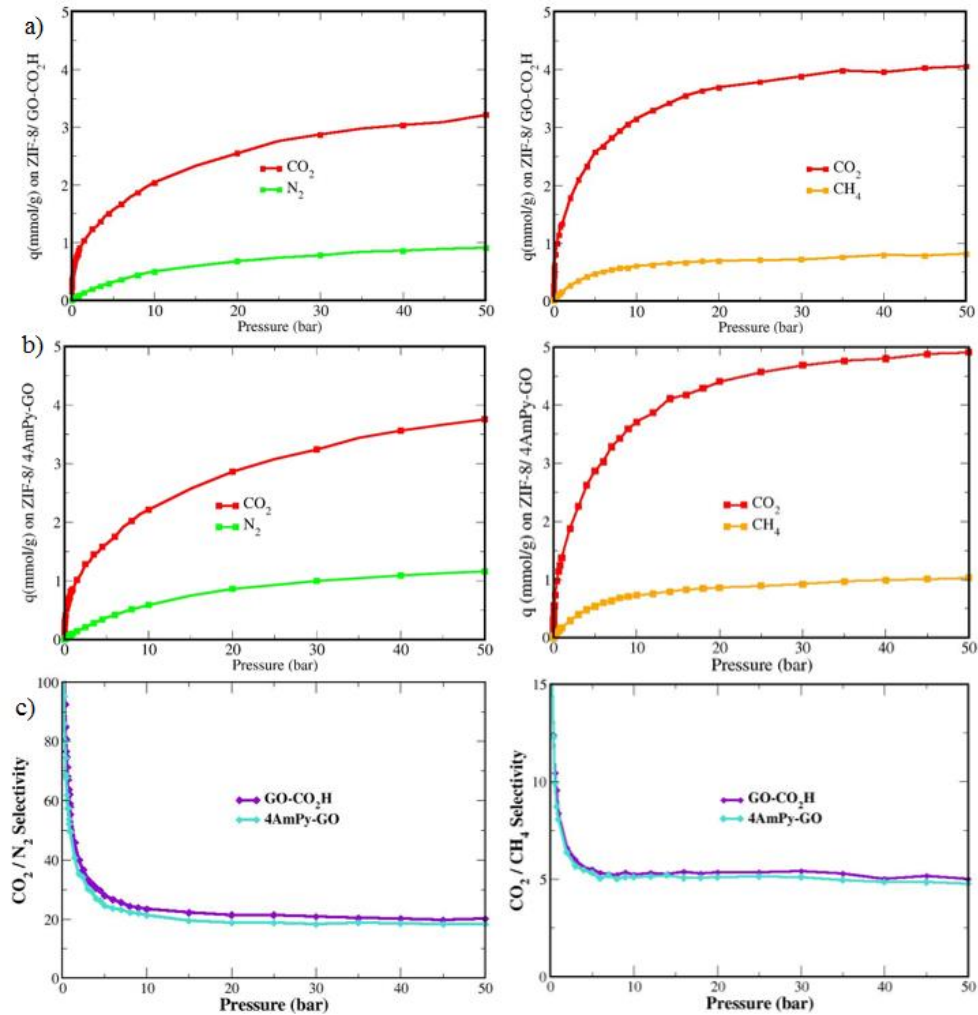 a)
q(mmol/g) on ZIF-8/ GO-CO₂H
5
4
3
2
1
0
0 10 20 30 40 50
Pressure (bar)
CO₂
N₂
q(mmol/g) on ZIF-8/ GO-CO₂H
5
4
3
2
1
0
0 10 20 30 40 50
Pressure (bar)
CO₂
CH₄
b)
q(mmol/g) on ZIF-8/ 4AmPy-GO
5
4
3
2
1
0
0 10 20 30 40 50
Pressure (bar)
CO₂
N₂
q (mmol/g) on ZIF-8/ 4AmPy-GO
5
4
3
2
1
0
0 10 20 30 40 50
Pressure (bar)
CO₂
CH₄
c)
CO₂ / N₂ Selectivity
100
80
60
40
20
0
0 10 20 30 40 50
Pressure (bar)
GO-CO₂H
4AmPy-GO
CO₂ / CH₄ Selectivity
15
10
5
0
0 10 20 30 40 50
Pressure (bar)
GO-CO₂H
4AmPy-GO